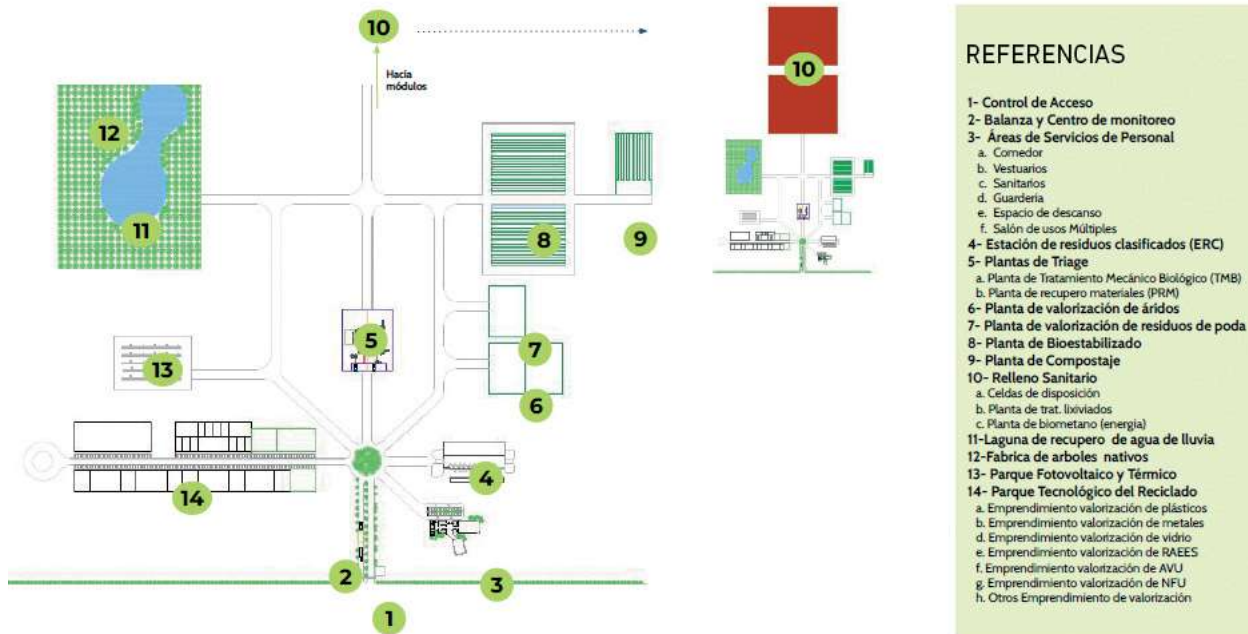 10
Hacia
módulos
12
11
8
9
5
7
13
6
4
14
2
3
1
10
REFERENCIAS
1- Control de Acceso
2- Balanza y Centro de monitoreo
3- Áreas de Servicios de Personal
a. Comedor
b. Vestuarios
c. Sanitarios
d. Guardería
e. Espacio de descanso
f. Salón de usos Múltiples
4- Estación de residuos clasificados (ERC)
5- Plantas de Triage
a. Planta de Tratamiento Mecánico Biológico (TMB)
b. Planta de recupero materiales (PRM)
6- Planta de valorización de áridos
7- Planta de valorización de residuos de poda
8- Planta de Bioestabilizado
9- Planta de Compostaje
10- Relleno Sanitario
a. Celdas de disposición
b. Planta de trat. lixiviados
c. Planta de biometano (energia)
11-Laguna de recupero de agua de lluvia
12-Fabrica de arboles nativos
13- Parque Fotovoltaico y Térmico
14- Parque Tecnológico del Reciclado
a. Emprendimiento valorización de plásticos
b. Emprendimiento valorización de metales
d. Emprendimiento valorización de vidrio
e. Emprendimiento valorización de RAEES
f. Emprendimiento valorización de AVU
g. Emprendimiento valorización de NFU
h. Otros Emprendimiento de valorización